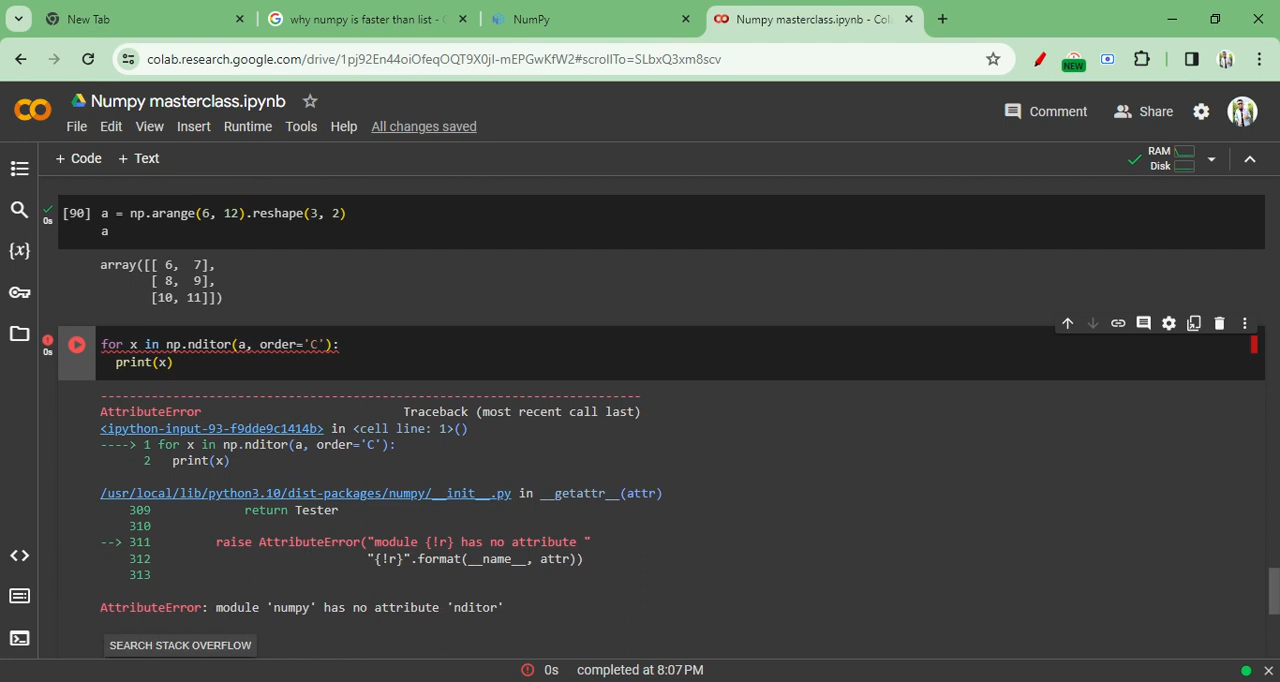 New Tab
why numpy is faster than list - G
NumPy
Numpy masterclass.ipynb - Col
colab.research.google.com/drive/1pj92En44oiOfeqOQT9X0jI-mEPGwKfW2#scrollTo=SLbxQ3xm8scv
NEW
Numpy masterclass.ipynb
File Edit View Insert Runtime Tools Help All changes saved
Comment
Share
+ Code + Text
RAM
Disk
[90] a = np.arange(6, 12).reshape(3, 2)
a
0s
array([[ 6,  7],
[ 8,  9],
[10, 11]])
for x in np.nditor(a, order='C'):
0s
print(x)
---------------------------------------------------------------------------
AttributeError                            Traceback (most recent call last)
<ipython-input-93-f9dde9c1414b> in <cell line: 1>()
----> 1 for x in np.nditor(a, order='C'):
2   print(x)
/usr/local/lib/python3.10/dist-packages/numpy/__init__.py in __getattr__(attr)
309                 return Tester
310
--> 311             raise AttributeError("module {!r} has no attribute "
312                                  "{!r}".format(__name__, attr))
313
AttributeError: module 'numpy' has no attribute 'nditor'
SEARCH STACK OVERFLOW
0s completed at 8:07 PM